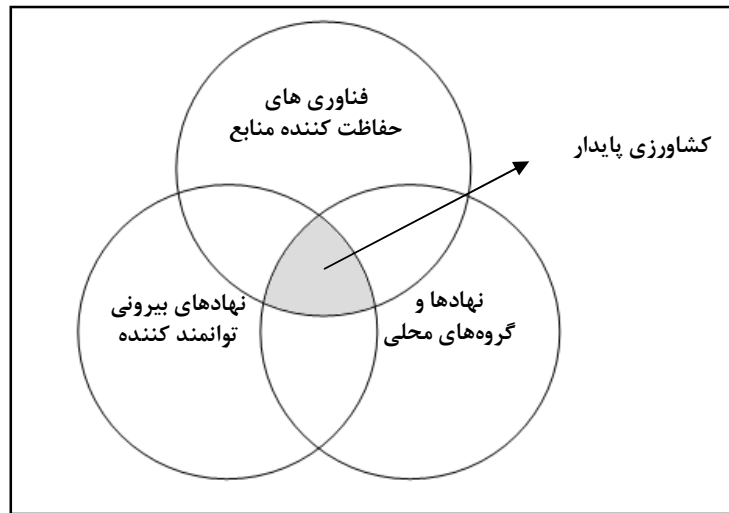 فناوری های
حفاظت کننده منابع
کشاورزی پایدار
نهادها و
گروه‌های محلی
نهادهای بیرونی
توانمند کننده